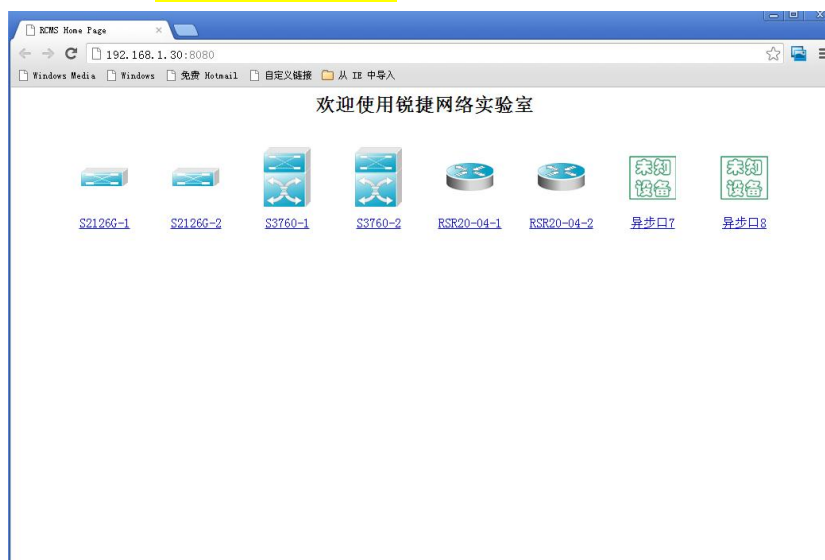 RCMS Home Page
192.168.1.30:8080
Windows Media Windows 免费 Hotmail 自定义链接 从 IE 中导入
欢迎使用锐捷网络实验室
未知 未知
设备 设备
S2126G-1 S2126G-2 S3760-1 S3760-2 RSR20-04-1 RSR20-04-2 异步口7 异步口8